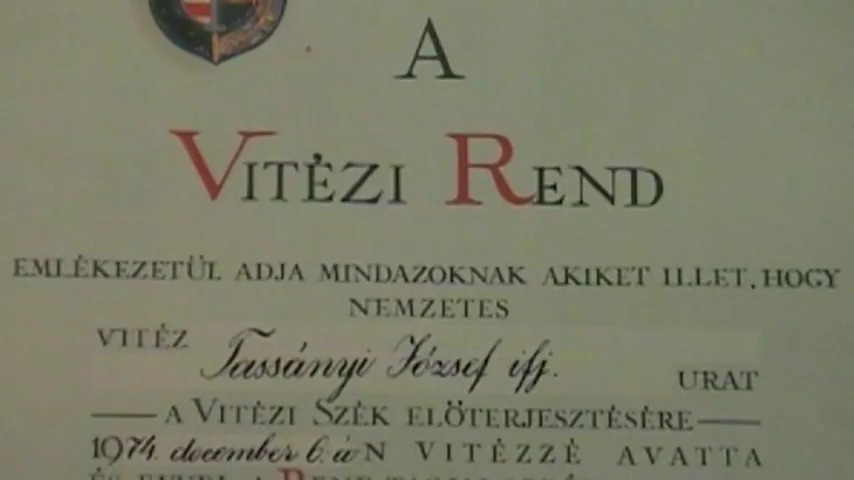 A
VITÉZI REND
EMLÉKEZETÜL ADJA MINDAZOKNAK AKIKET ILLET, HOGY
NEMZETES
VITÉZ Tassányi József ifj. URAT
A VITÉZI SZÉK ELŐTERJESZTÉSÉRE
1974. december 6.-áN VITÉZZÉ AVATTA